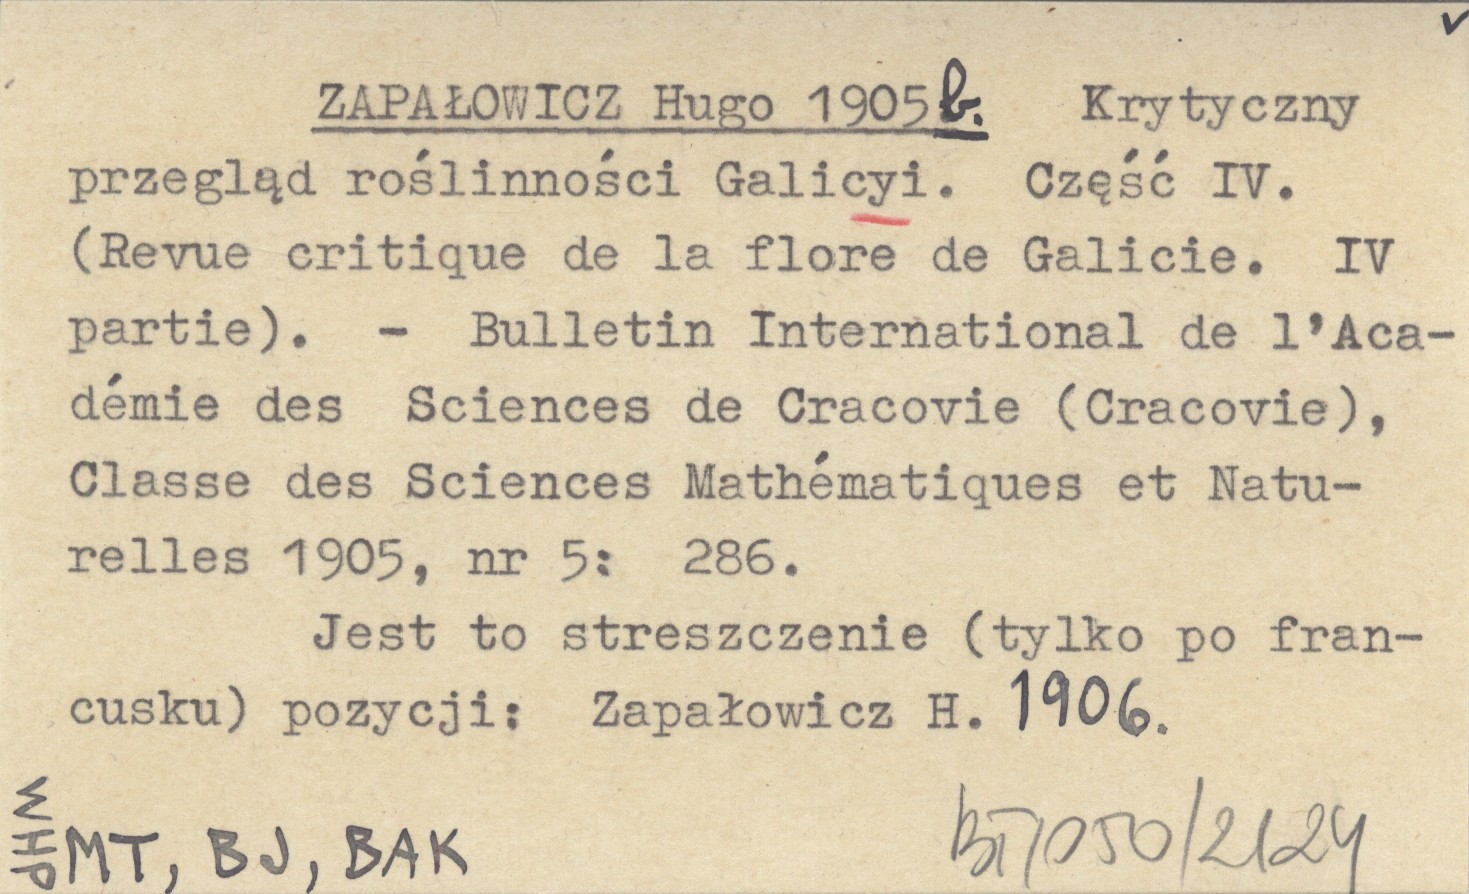 ZAPAŁOWICZ Hugo 1905b. Krytyczny
przegląd roślinności Galicyi. Część IV.
(Revue critique de la flore de Galicie. IV
partie). - Bulletin International de l'Aca-
démie des Sciences de Cracovie (Cracovie),
Classe des Sciences Mathématiques et Natu-
relles 1905, nr 5: 286.
Jest to streszczenie (tylko po fran-
cusku) pozycji: Zapałowicz H. 1906.
MT, BJ, BAK